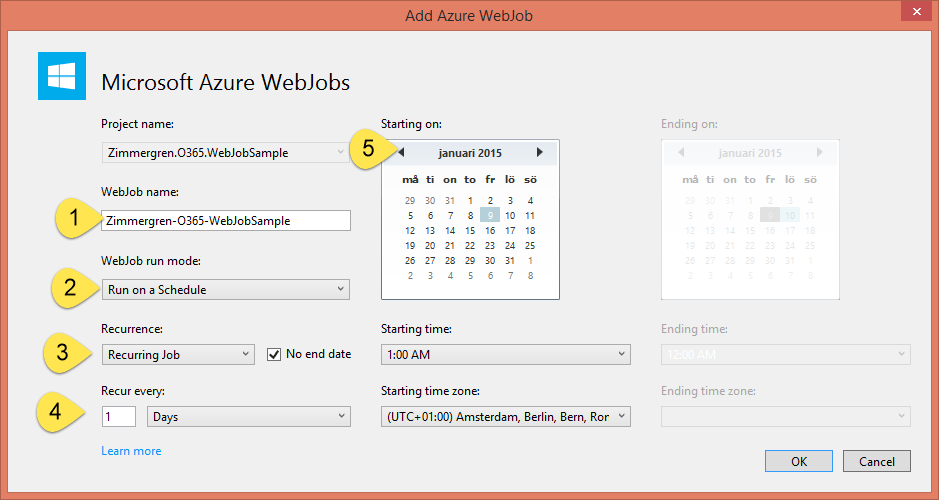 Add Azure WebJob
Microsoft Azure WebJobs
Project name:
Zimmergren.O365.WebJobSample
WebJob name:
1
Zimmergren-O365-WebJobSample
WebJob run mode:
2
Run on a Schedule
Recurrence:
3
Recurring Job
No end date
Recur every:
4
1
Days
Learn more
Starting on:
5
januari 2015
må ti on to fr lö sö
29 30 31 1 2 3 4
5 6 7 8 9 10 11
12 13 14 15 16 17 18
19 20 21 22 23 24 25
26 27 28 29 30 31 1
2 3 4 5 6 7 8
Starting time:
1:00 AM
Starting time zone:
(UTC+01:00) Amsterdam, Berlin, Bern, Ror
Ending on:
januari 2015
må ti on to fr lö sö
29 30 31 1 2 3 4
5 6 7 8 9 10 11
12 13 14 15 16 17 18
19 20 21 22 23 24 25
26 27 28 29 30 31 1
2 3 4 5 6 7 8
Ending time:
12:00 AM
Ending time zone:
OK
Cancel